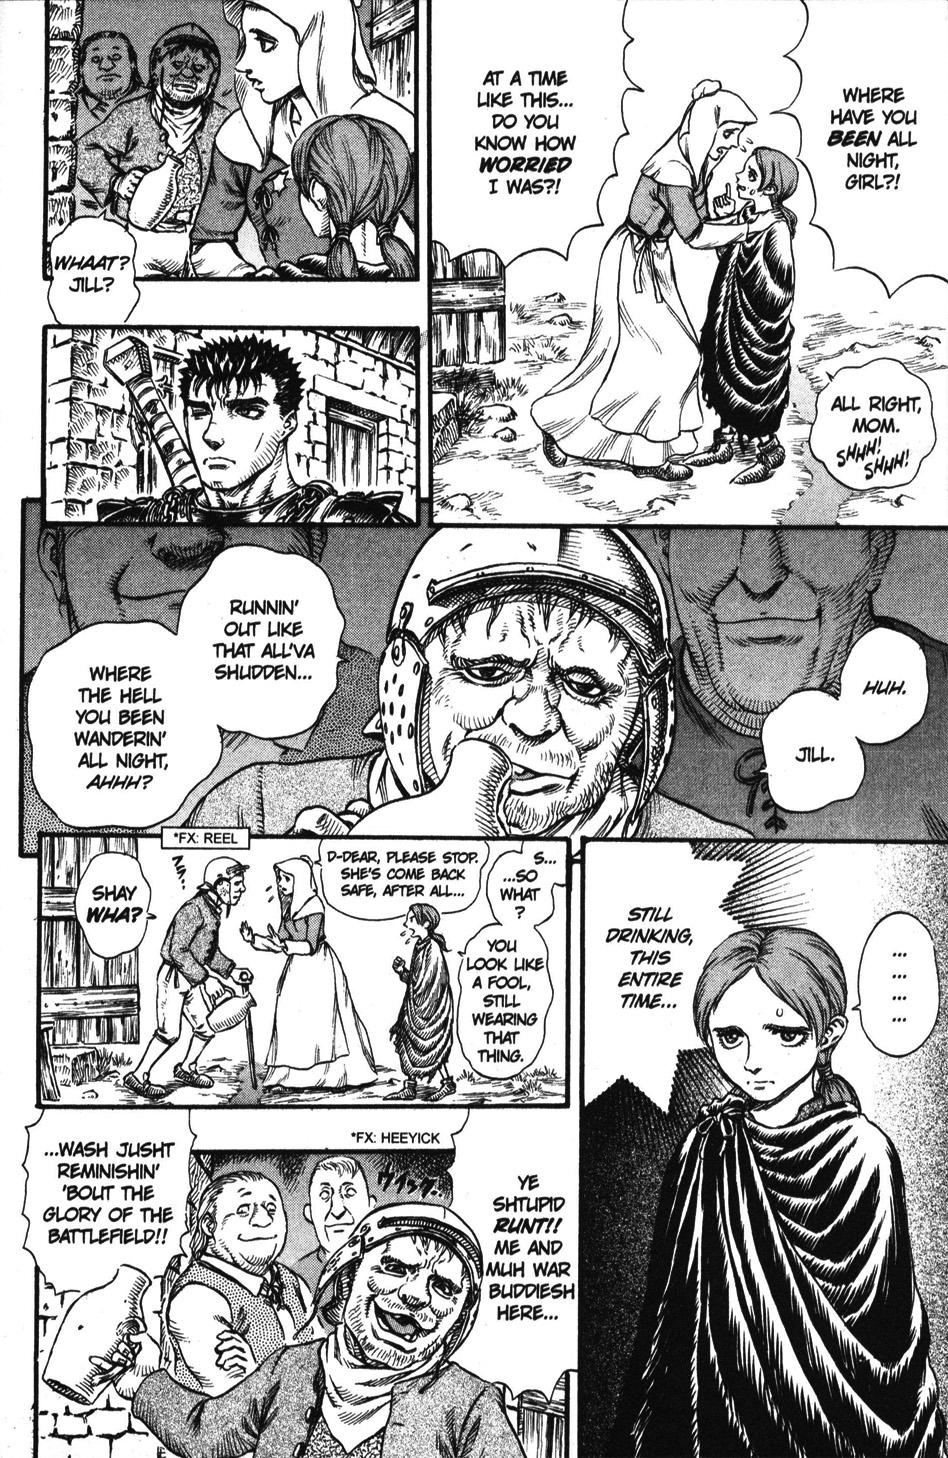 WHERE
HAVE YOU
BEEN ALL
NIGHT,
GIRL?!
AT A TIME
LIKE THIS...
DO YOU
KNOW HOW
WORRIED
I WAS?!
ALL RIGHT,
MOM.
SHHH!
SHHH!
WHAAT?
JILL?
HUH.
JILL.
RUNNIN'
OUT LIKE
THAT ALL'VA
SHUDDEN...
WHERE
THE HELL
YOU BEEN
WANDERIN'
ALL NIGHT,
AHHH?
...
...
...
...
STILL
DRINKING,
THIS
ENTIRE
TIME...
S...
...SO
WHAT
?
YOU
LOOK LIKE
A FOOL,
STILL
WEARING
THAT
THING.
D-DEAR, PLEASE STOP.
SHE'S COME BACK
SAFE, AFTER ALL...
*FX: REEL
SHAY
WHA?
YE
SHTUPID
RUNT!!
ME AND
MUH WAR
BUDDIESH
HERE...
*FX: HEEYICK
ウィック
...WASH JUSHT
REMINISHIN'
'BOUT THE
GLORY OF THE
BATTLEFIELD!!